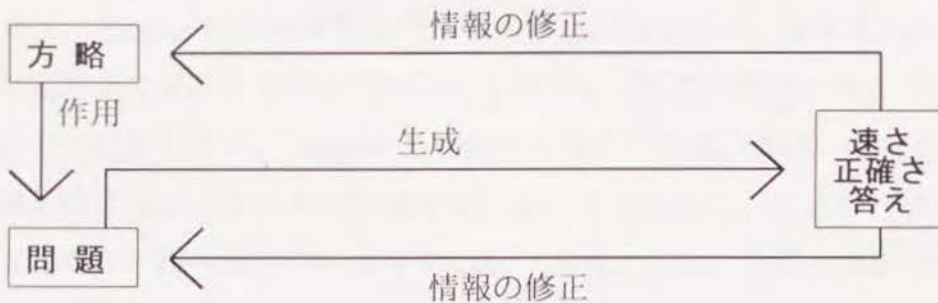 情報の修正
方略
作用
生成
速さ
正確さ
答え
問題
情報の修正